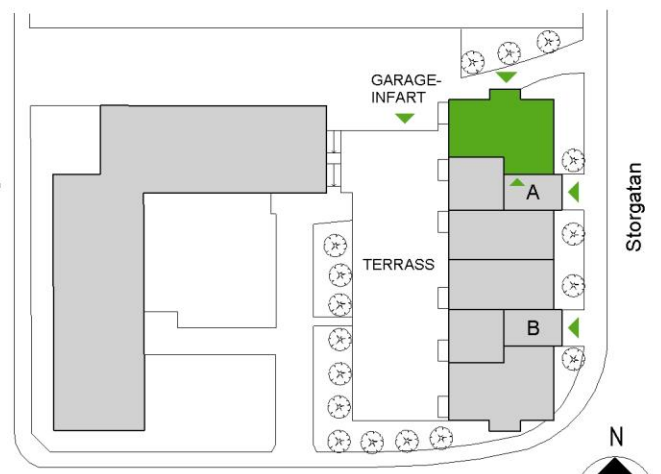 GARAGE-
INFART
A
Storgatan
TERRASS
B
N